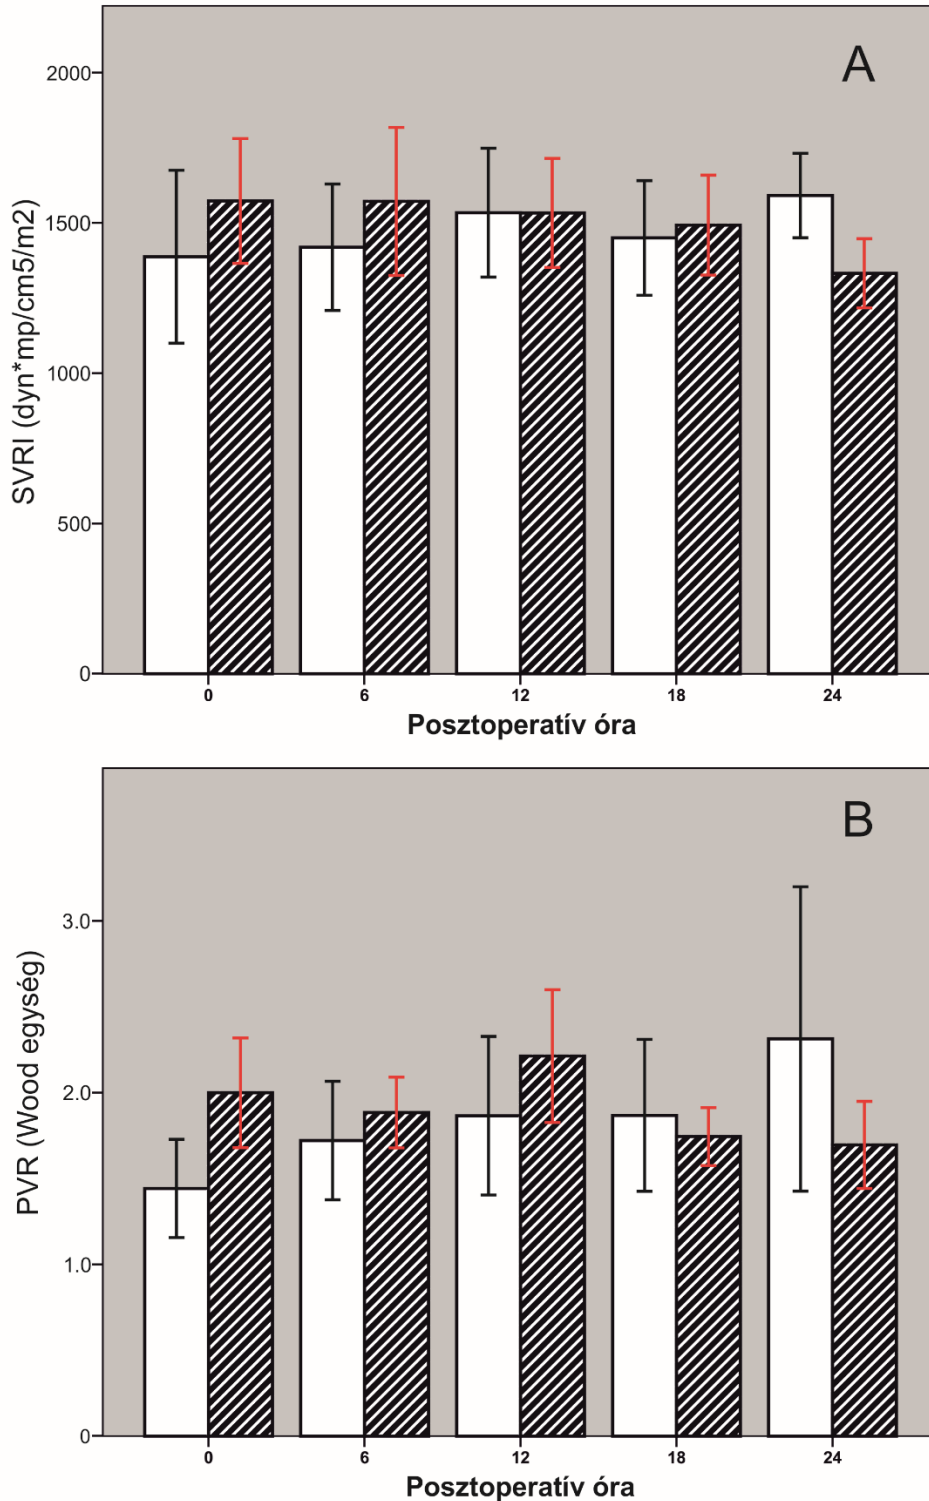 A
2000
1500
1000
500
0
SVRI (dyn*mp/cm5/m2)
0 6 12 18 24
Posztoperatív óra
B
3.0
2.0
1.0
0
PVR (Wood egység)
0 6 12 18 24
Posztoperatív óra